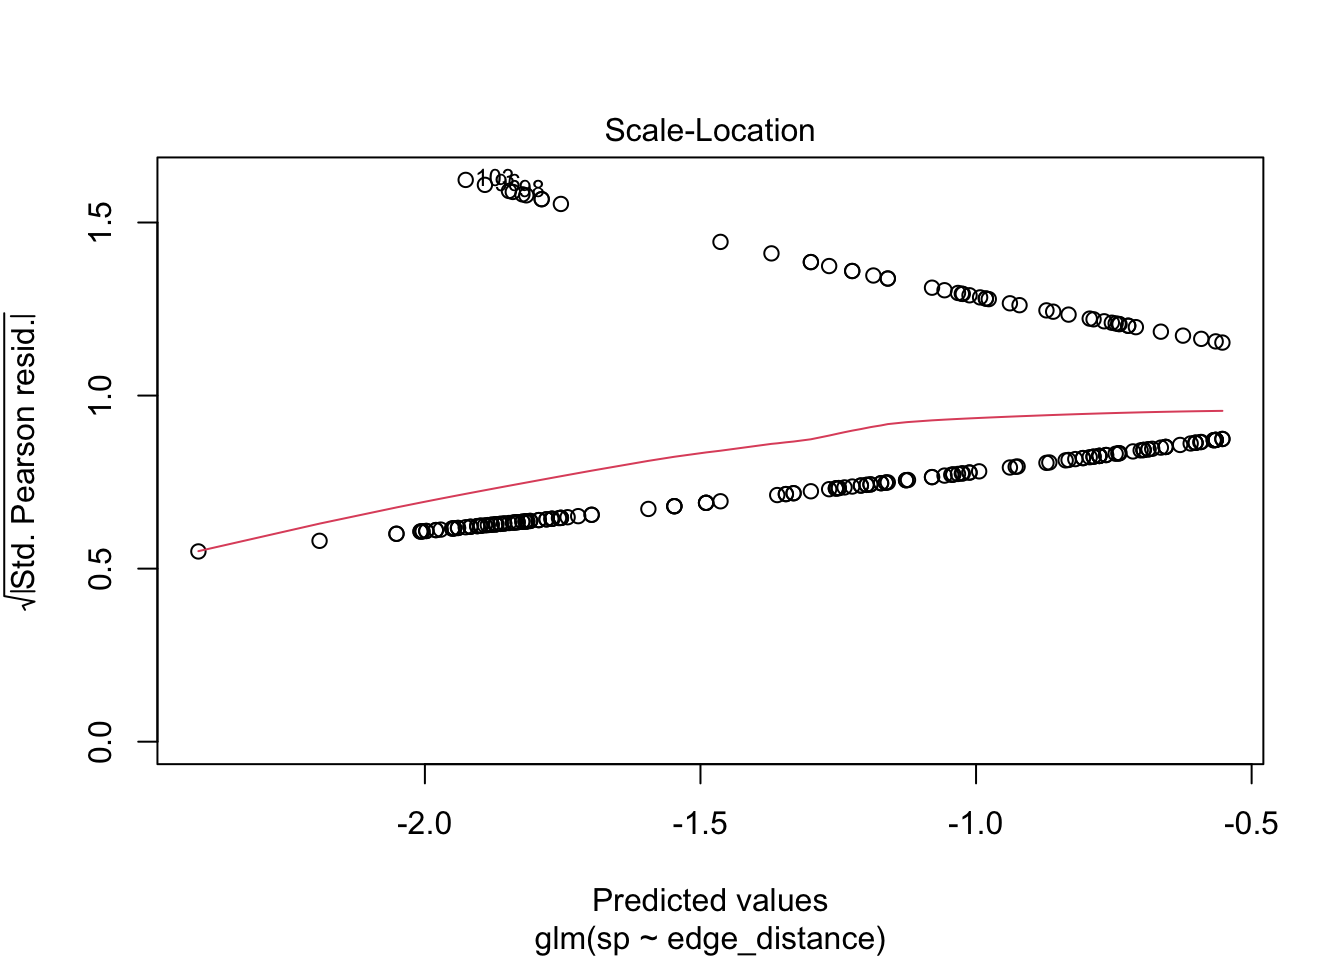 Scale-Location
√|Std. Pearson resid.|
1.5
1.0
0.5
0.0
-2.0 -1.5 -1.0 -0.5
Predicted values
glm(sp ~ edge_distance)